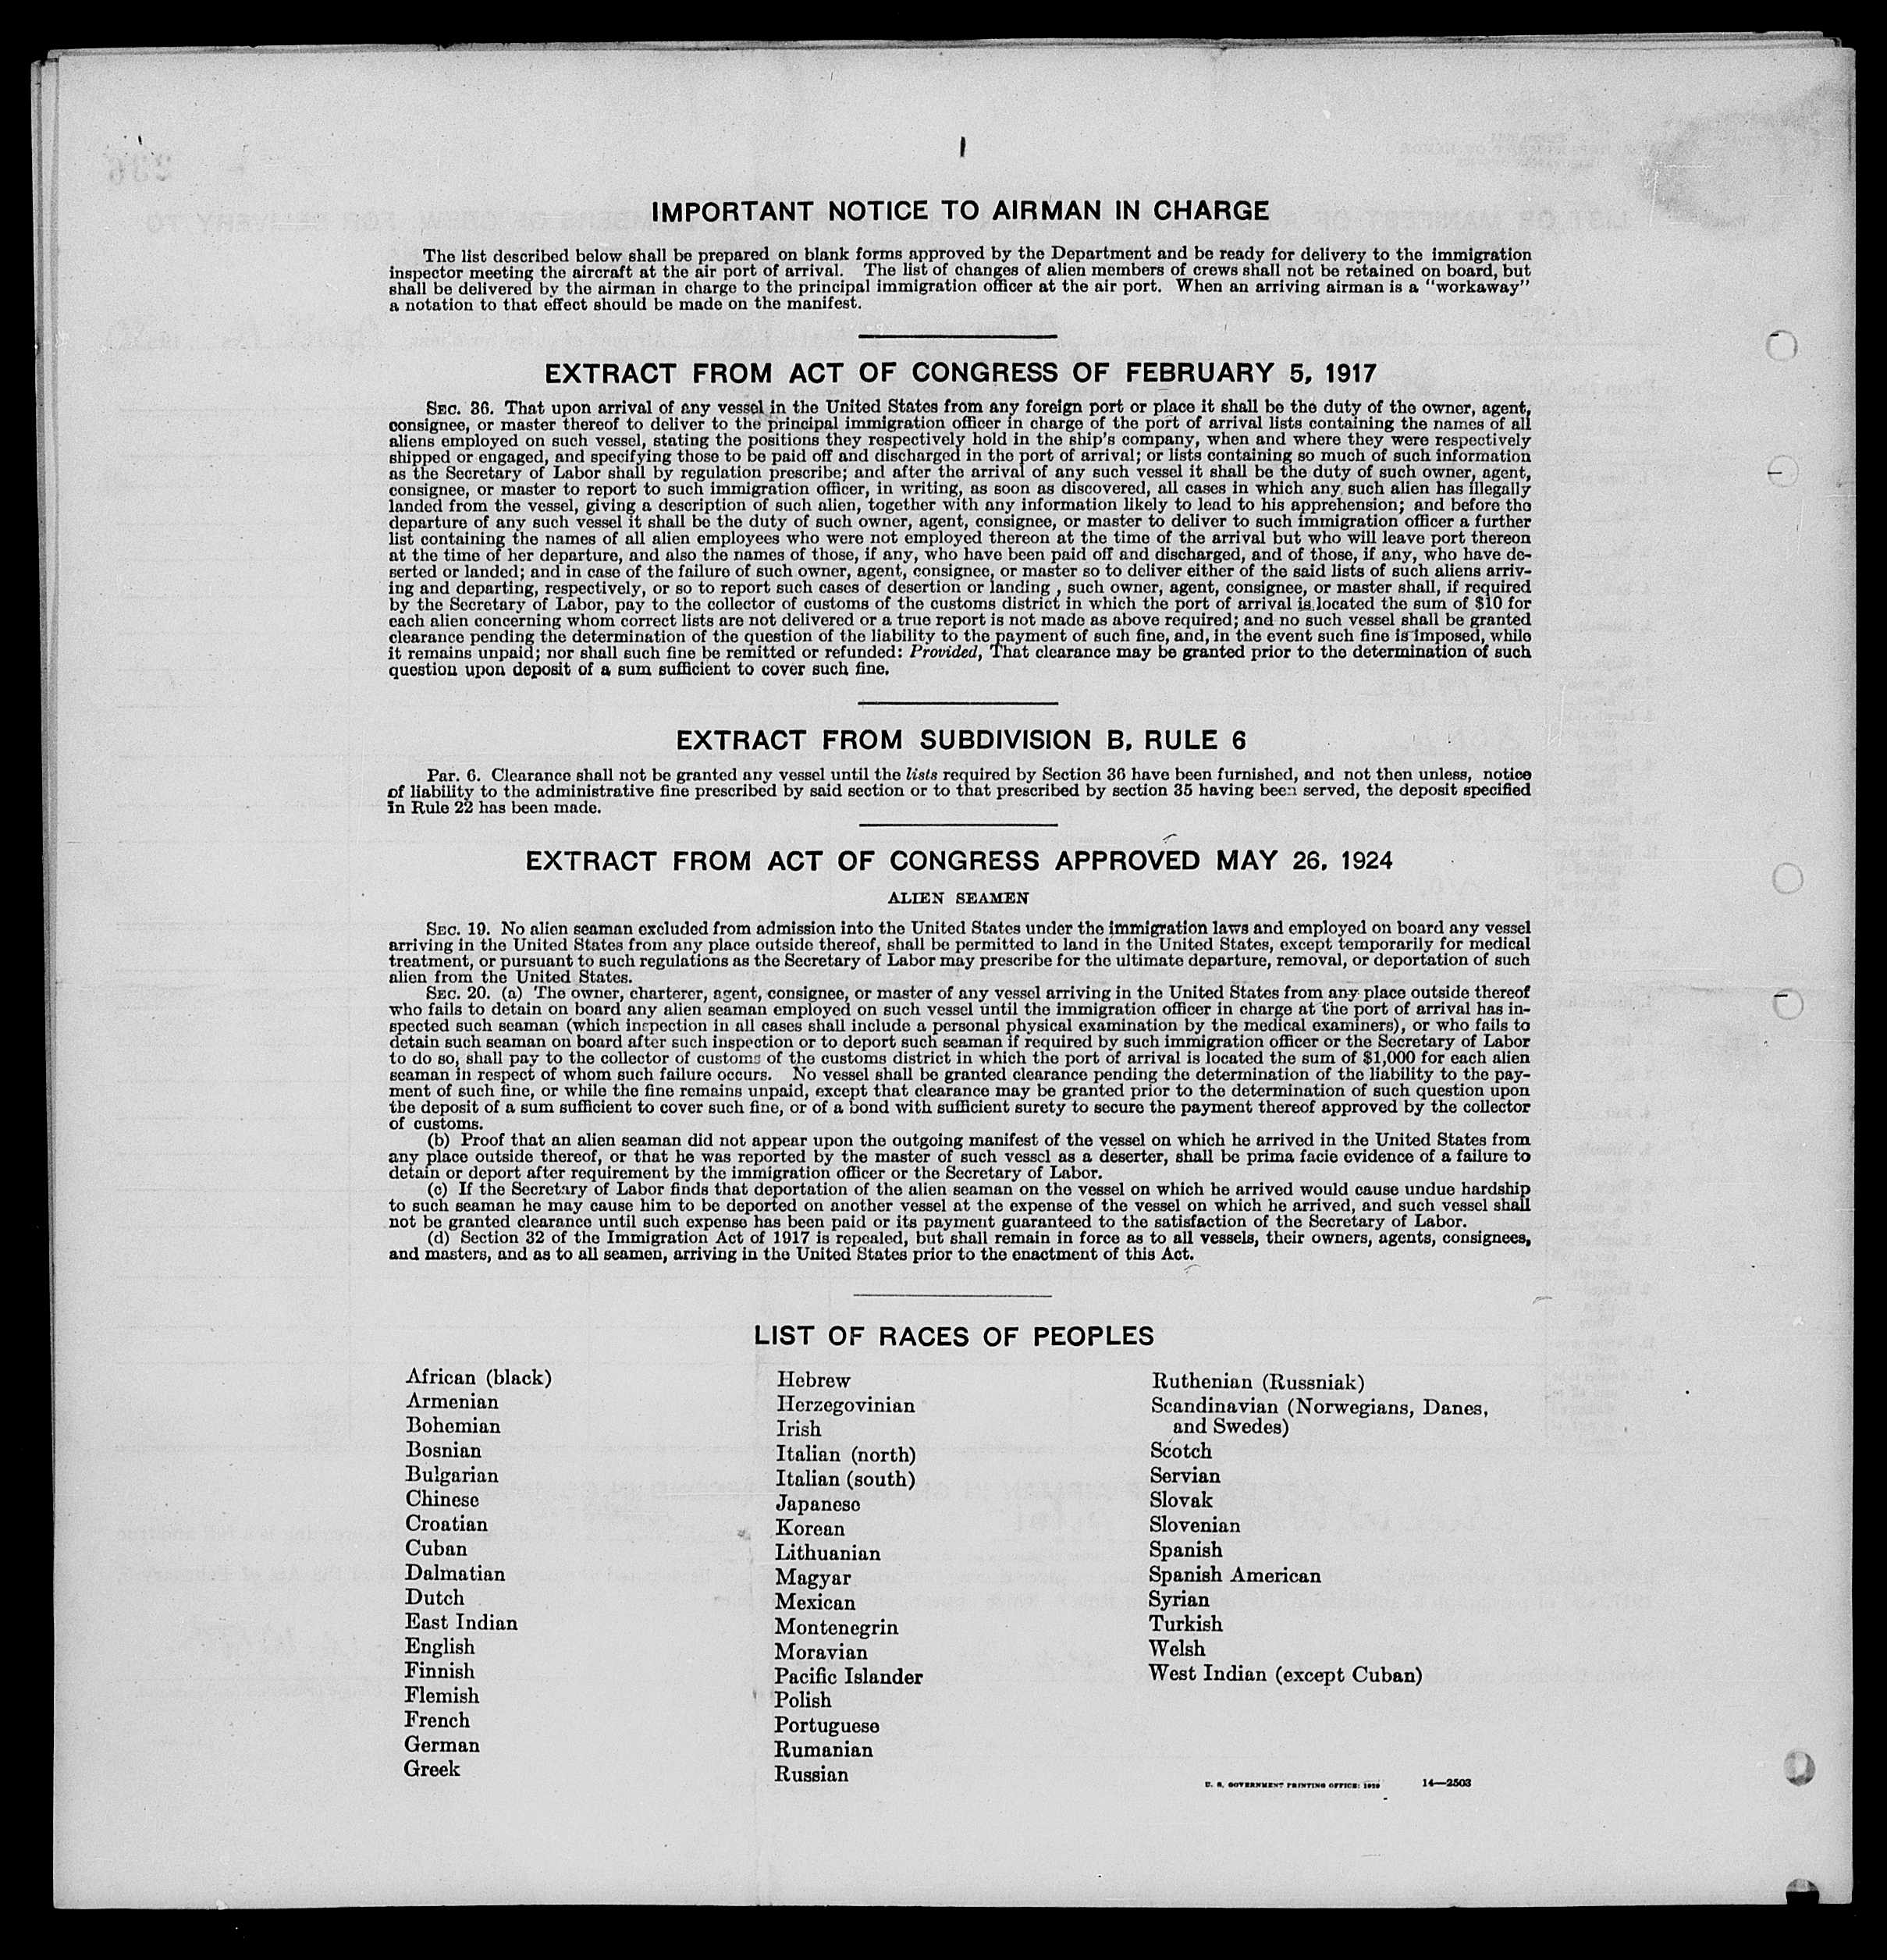 IMPORTANT NOTICE TO AIRMAN IN CHARGE
The list described below shall be prepared on blank forms approved by the Department and be ready for delivery to the immigration
inspector meeting the aircraft at the air port of arrival. The list of changes of alien members of crews shall not be retained on board, but
shall be delivered by the airman in charge to the principal immigration officer at the air port. When an arriving airman is a "workaway"
a notation to that effect should be made on the manifest.
EXTRACT FROM ACT OF CONGRESS OF FEBRUARY 5, 1917
SEC. 36. That upon arrival of any vessel in the United States from any foreign port or place it shall be the duty of the owner, agent,
consignee, or master thereof to deliver to the principal immigration officer in charge of the port of arrival lists containing the names of all
aliens employed on such vessel, stating the positions they respectively hold in the ship's company, when and where they were respectively
shipped or engaged, and specifying those to be paid off and discharged in the port of arrival; or lists containing so much of such information
as the Secretary of Labor shall by regulation prescribe; and after the arrival of any such vessel it shall be the duty of such owner, agent,
consignee, or master to report to such immigration officer, in writing, as soon as discovered, all cases in which any such alien has illegally
landed from the vessel, giving a description of such alien, together with any information likely to lead to his apprehension; and before the
departure of any such vessel it shall be the duty of such owner, agent, consignee, or master to deliver to such immigration officer a further
list containing the names of all alien employees who were not employed thereon at the time of the arrival but who will leave port thereon
at the time of her departure, and also the names of those, if any, who have been paid off and discharged, and of those, if any, who have de-
serted or landed; and in case of the failure of such owner, agent, consignee, or master so to deliver either of the said lists of such aliens arriv-
ing and departing, respectively, or so to report such cases of desertion or landing , such owner, agent, consignee, or master shall, if required
by the Secretary of Labor, pay to the collector of customs of the customs district in which the port of arrival is located the sum of $10 for
each alien concerning whom correct lists are not delivered or a true report is not made as above required; and no such vessel shall be granted
clearance pending the determination of the question of the liability to the payment of such fine, and, in the event such fine is imposed, while
it remains unpaid; nor shall such fine be remitted or refunded: Provided, That clearance may be granted prior to the determination of such
question upon deposit of a sum sufficient to cover such fine.
EXTRACT FROM SUBDIVISION B, RULE 6
Par. 6. Clearance shall not be granted any vessel until the lists required by Section 36 have been furnished, and not then unless, notice
of liability to the administrative fine prescribed by said section or to that prescribed by section 35 having been served, the deposit specified
in Rule 22 has been made.
EXTRACT FROM ACT OF CONGRESS APPROVED MAY 26, 1924
ALIEN SEAMEN
SEC. 19. No alien seaman excluded from admission into the United States under the immigration laws and employed on board any vessel
arriving in the United States from any place outside thereof, shall be permitted to land in the United States, except temporarily for medical
treatment, or pursuant to such regulations as the Secretary of Labor may prescribe for the ultimate departure, removal, or deportation of such
alien from the United States.
SEC. 20. (a) The owner, charterer, agent, consignee, or master of any vessel arriving in the United States from any place outside thereof
who fails to detain on board any alien seaman employed on such vessel until the immigration officer in charge at the port of arrival has in-
spected such seaman (which inspection in all cases shall include a personal physical examination by the medical examiners), or who fails to
detain such seaman on board after such inspection or to deport such seaman if required by such immigration officer or the Secretary of Labor
to do so, shall pay to the collector of customs of the customs district in which the port of arrival is located the sum of $1,000 for each alien
seaman in respect of whom such failure occurs. No vessel shall be granted clearance pending the determination of the liability to the pay-
ment of such fine, or while the fine remains unpaid, except that clearance may be granted prior to the determination of such question upon
the deposit of a sum sufficient to cover such fine, or of a bond with sufficient surety to secure the payment thereof approved by the collector
of customs.
(b) Proof that an alien seaman did not appear upon the outgoing manifest of the vessel on which he arrived in the United States from
any place outside thereof, or that he was reported by the master of such vessel as a deserter, shall be prima facie evidence of a failure to
detain or deport after requirement by the immigration officer or the Secretary of Labor.
(c) If the Secretary of Labor finds that deportation of the alien seaman on the vessel on which he arrived would cause undue hardship
to such seaman he may cause him to be deported on another vessel at the expense of the vessel on which he arrived, and such vessel shall
not be granted clearance until such expense has been paid or its payment guaranteed to the satisfaction of the Secretary of Labor.
(d) Section 32 of the Immigration Act of 1917 is repealed, but shall remain in force as to all vessels, their owners, agents, consignees,
and masters, and as to all seamen, arriving in the United States prior to the enactment of this Act.
LIST OF RACES OF PEOPLES
African (black)
Armenian
Bohemian
Bosnian
Bulgarian
Chinese
Croatian
Cuban
Dalmatian
Dutch
East Indian
English
Finnish
Flemish
French
German
Greek
Hebrew
Herzegovinian
Irish
Italian (north)
Italian (south)
Japanese
Korean
Lithuanian
Magyar
Mexican
Montenegrin
Moravian
Pacific Islander
Polish
Portuguese
Rumanian
Russian
Ruthenian (Russniak)
Scandinavian (Norwegians, Danes,
and Swedes)
Scotch
Servian
Slovak
Slovenian
Spanish
Spanish American
Syrian
Turkish
Welsh
West Indian (except Cuban)
U. S. GOVERNMENT PRINTING OFFICE: 14—2503